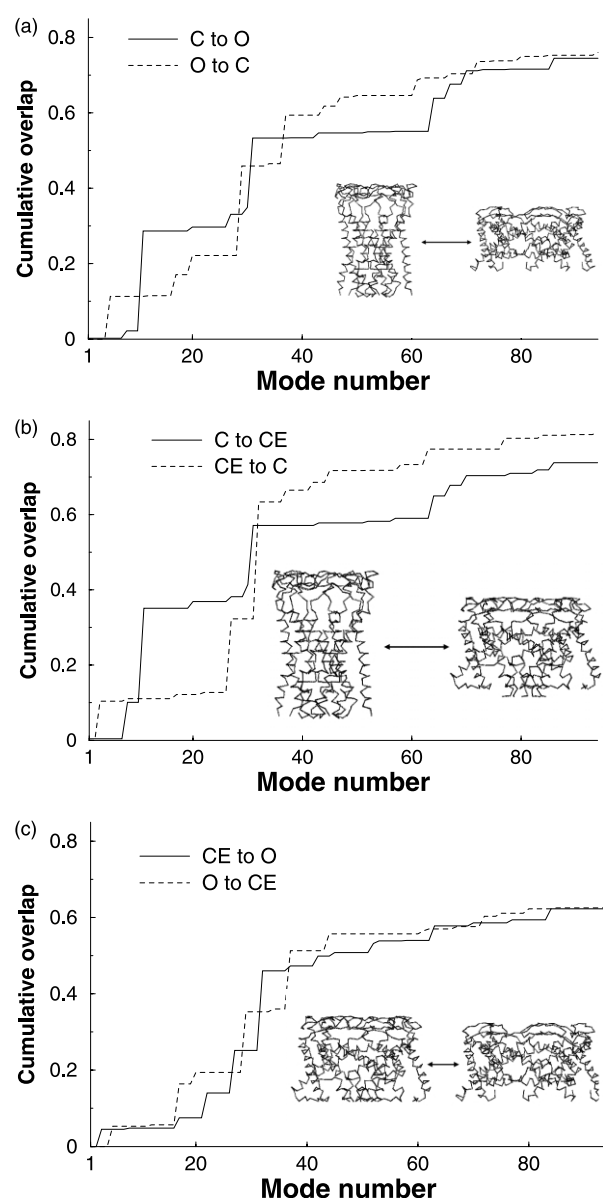 (a)
C to O
O to C
Cumulative overlap
0.8
0.6
0.4
0.2
0
1 20 40 60 80
Mode number
(b)
C to CE
CE to C
Cumulative overlap
0.8
0.6
0.4
0.2
0
1 20 40 60 80
Mode number
(c)
CE to O
O to CE
Cumulative overlap
0.8
0.6
0.4
0.2
0
1 20 40 60 80
Mode number